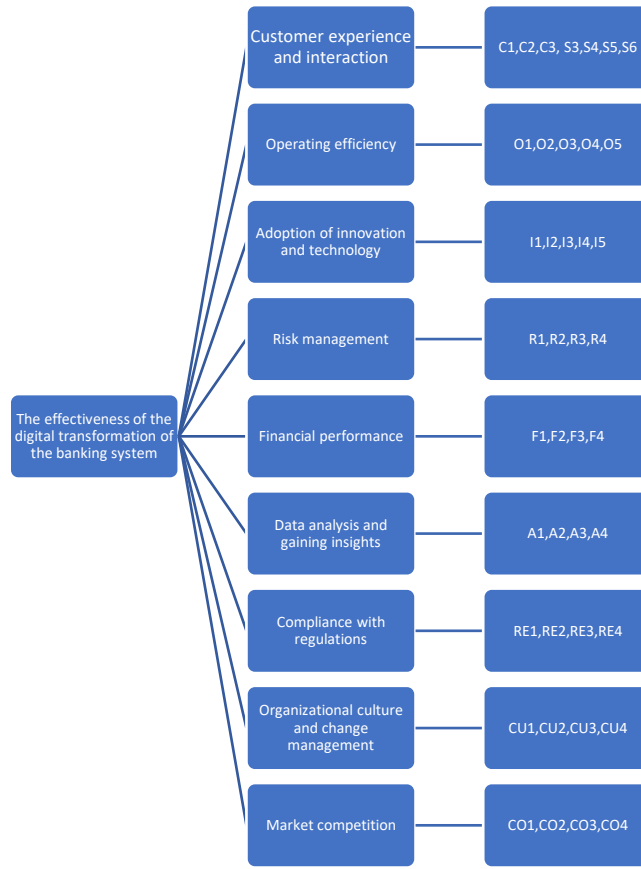 Customer experience
and interaction
C1,C2,C3, S3,S4,S5,S6
Operating efficiency
O1,O2,O3,O4,O5
Adoption of innovation
and technology
I1,I2,I3,I4,I5
Risk management
R1,R2,R3,R4
The effectiveness of the
digital transformation of
the banking system
Financial performance
F1,F2,F3,F4
Data analysis and
gaining insights
A1,A2,A3,A4
Compliance with
regulations
RE1,RE2,RE3,RE4
Organizational culture
and change
management
CU1,CU2,CU3,CU4
Market competition
CO1,CO2,CO3,CO4